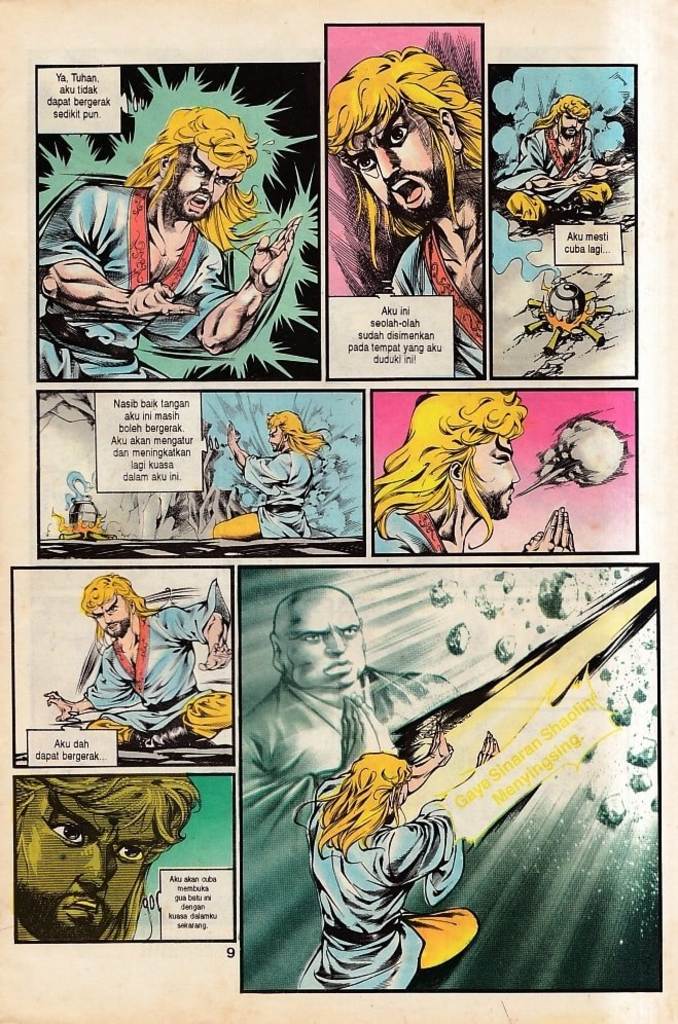 Ya, Tuhan,
aku tidak
dapat bergerak
sedikit pun.
Aku ini
seolah-olah
sudah disimenkan
pada tempat yang aku
duduki ini!
Aku mesti
cuba lagi...
Nasib baik tangan
aku ini masih
boleh bergerak.
Aku akan mengatur
dan meningkatkan
lagi kuasa
dalam aku ini.
Aku dah
dapat bergerak...
Aku akan cuba
membuka
gua batu ini
dengan
kuasa dalamku
sekarang.
Gaya Sinaran Shaolin
Menyingsing.
9